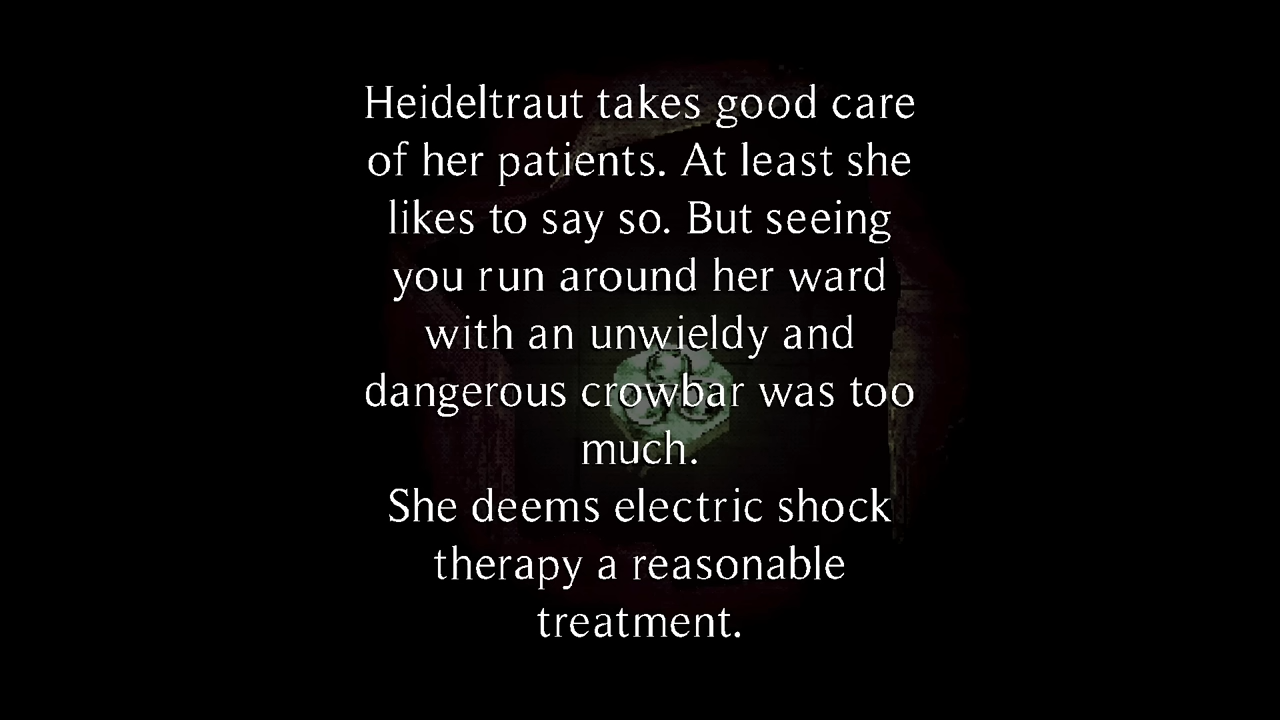 Heideltraut takes good care
of her patients. At least she
likes to say so. But seeing
you run around her ward
with an unwieldy and
dangerous crowbar was too
much.
She deems electric shock
therapy a reasonable
treatment.